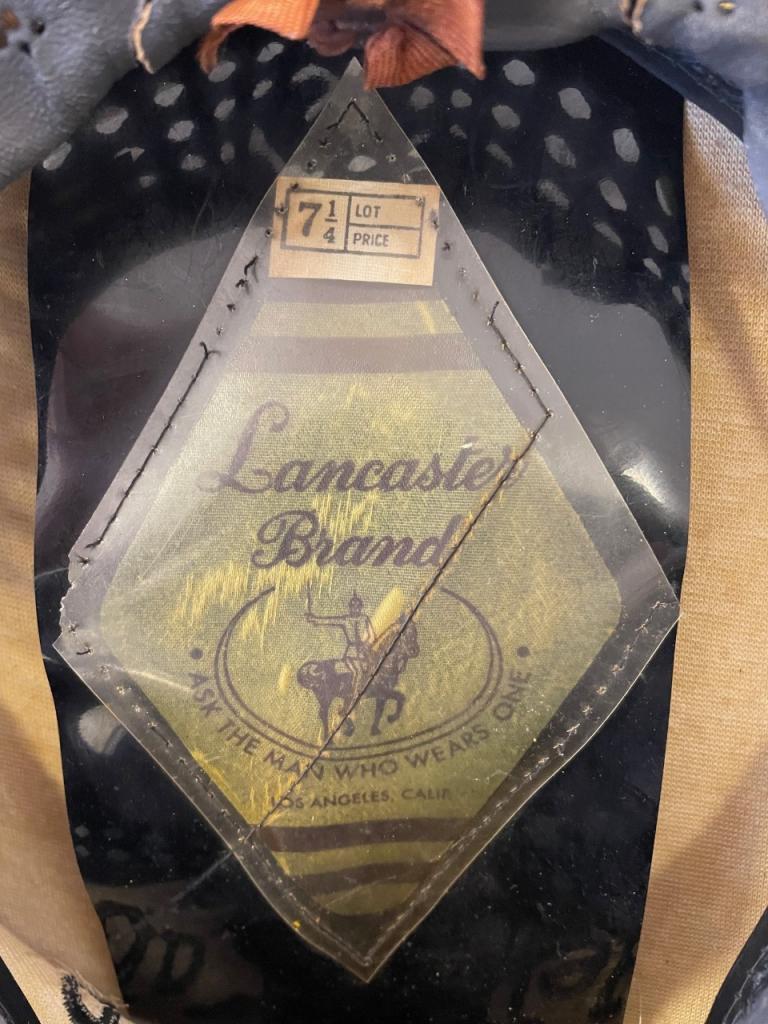 7 1/4 LOT
PRICE
Lancaster
Brand
• ASK THE MAN WHO WEARS ONE •
LOS ANGELES, CALIF.